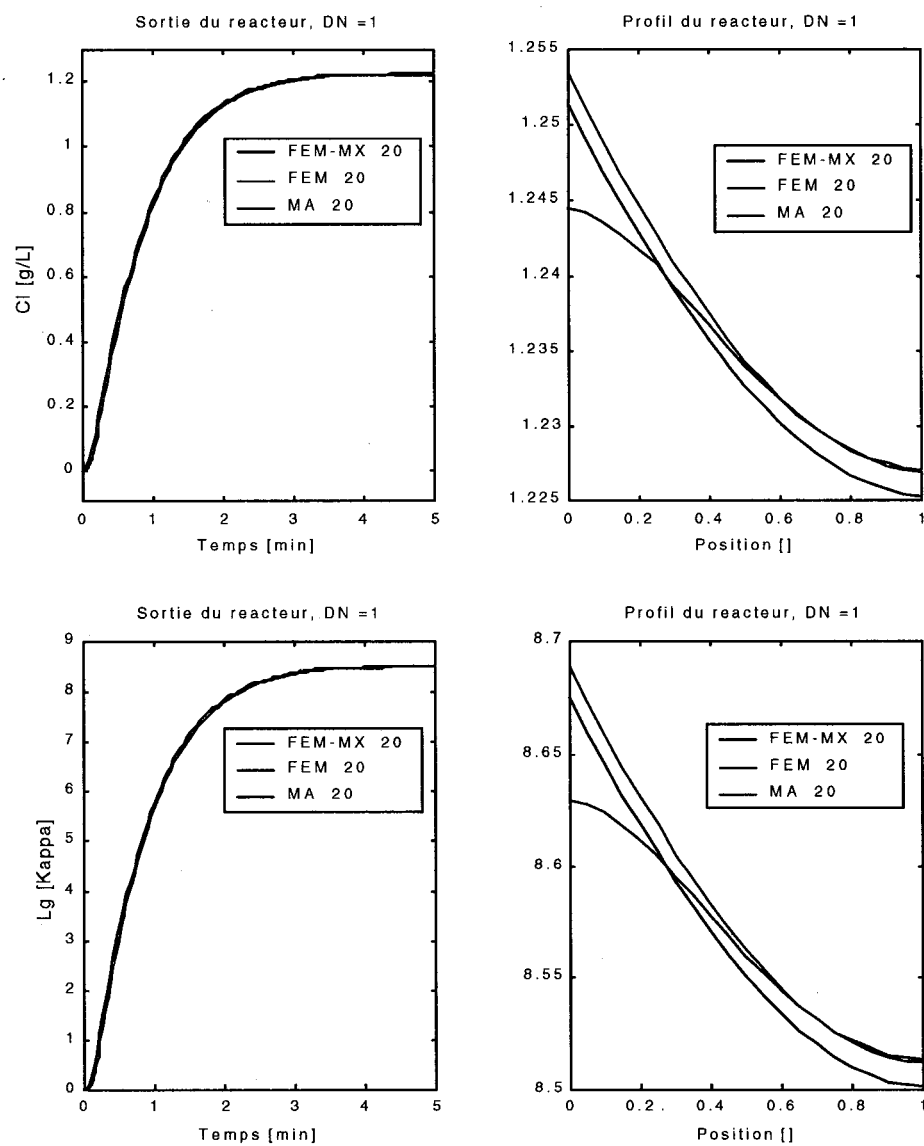 Sortie du reacteur, DN =1
1.2
1
0.8
0.6
0.4
0.2
0
Cl [g/L]
FEM-MX 20
FEM 20
MA 20
0 1 2 3 4 5
Temps [min]
Profil du reacteur, DN =1
1.255
1.25
1.245
1.24
1.235
1.23
1.225
FEM-MX 20
FEM 20
MA 20
0 0.2 0.4 0.6 0.8 1
Position []
Sortie du reacteur, DN =1
9
8
7
6
5
4
3
2
1
0
Lg [Kappa]
FEM-MX 20
FEM 20
MA 20
0 1 2 3 4 5
Temps [min]
Profil du reacteur, DN =1
8.7
8.65
8.6
8.55
8.5
FEM-MX 20
FEM 20
MA 20
0 0.2 0.4 0.6 0.8 1
Position []